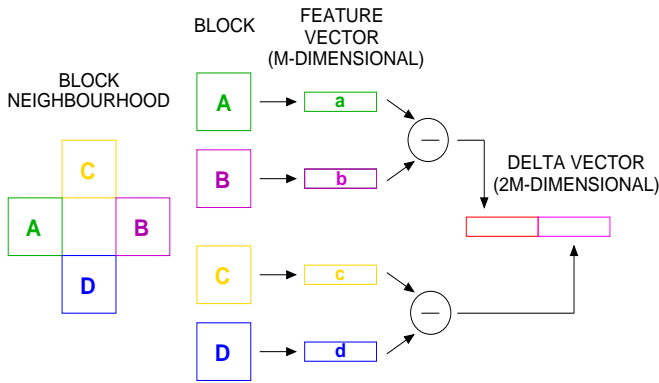 BLOCK
NEIGHBOURHOOD
C
A
B
D
BLOCK
FEATURE
VECTOR
(M-DIMENSIONAL)
A
a
B
b
C
c
D
d
DELTA VECTOR
(2M-DIMENSIONAL)